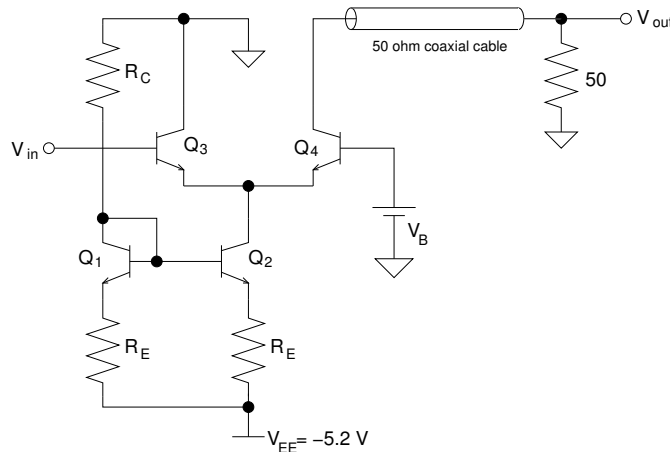 50 ohm coaxial cable
V_out
R_C
50
V_in
Q_3
Q_4
V_B
Q_1
Q_2
R_E
R_E
V_EE = −5.2 V